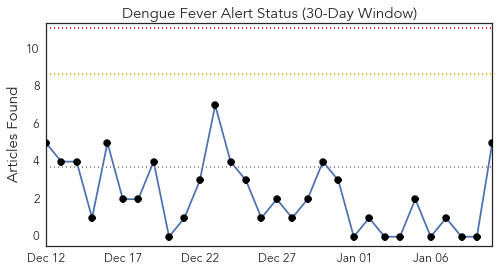 Dengue Fever Alert Status (30-Day Window)
Articles Found
10
8
6
4
2
0
Dec 12 Dec 17 Dec 22 Dec 27 Jan 01 Jan 06